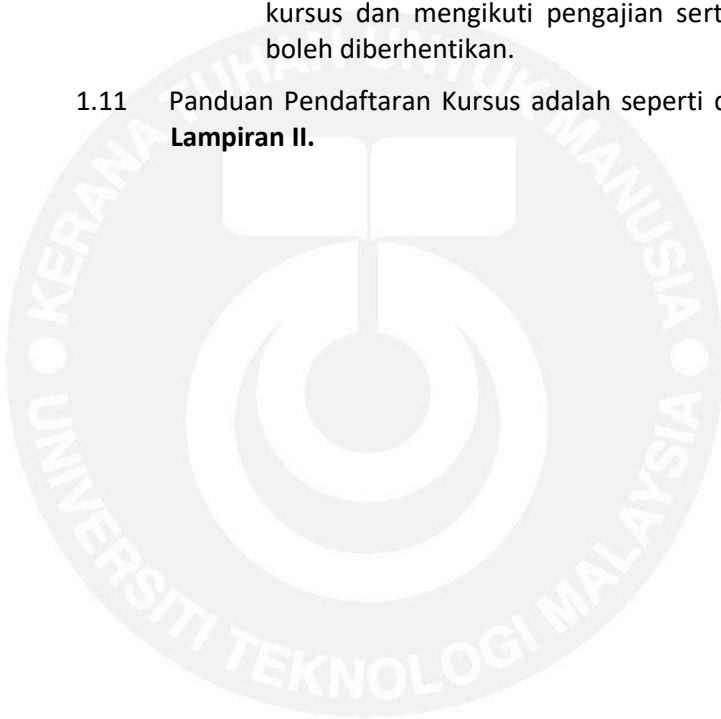 kursus dan mengikuti pengajian sert
boleh diberhentikan.
1.11 Panduan Pendaftaran Kursus adalah seperti
Lampiran II.
KERANA TUHAN UNTUK MANUSIA
UNIVERSITI TEKNOLOGI MALAYSIA